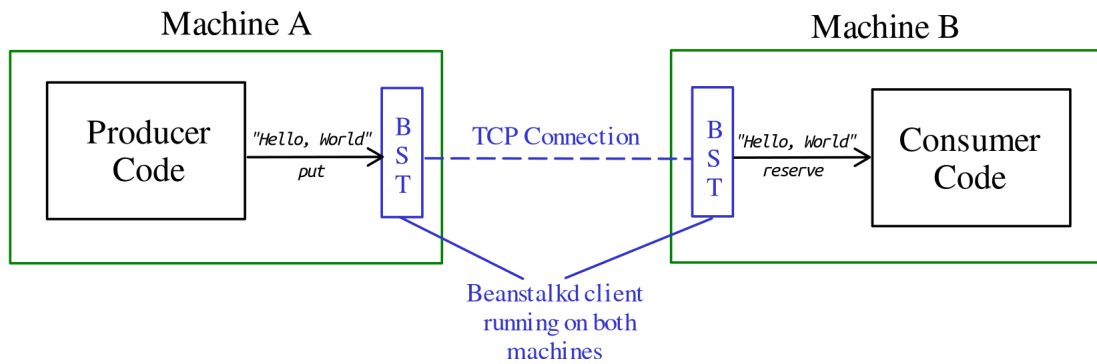 Machine A
Machine B
Producer
Code
"Hello, World"
put
B
S
T
TCP Connection
B
S
T
"Hello, World"
reserve
Consumer
Code
Beanstalkd client
running on both
machines